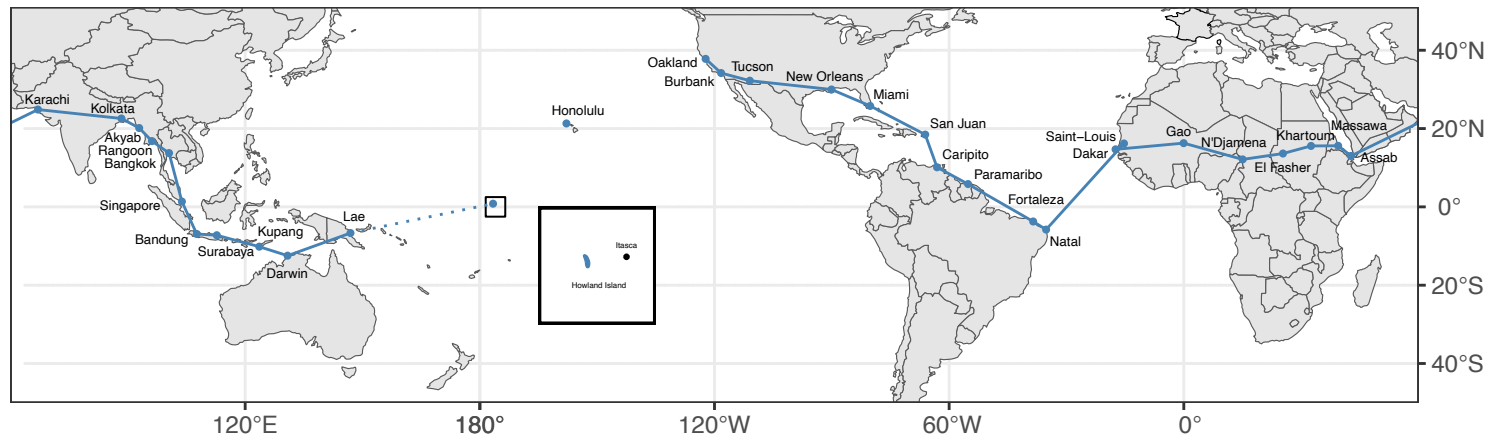 40°N
Oakland
Tucson
Burbank
New Orleans
Karachi
Kolkata
Miami
Honolulu
20°N
San Juan
Massawa
Saint–Louis
Gao
Khartoum
Akyab
N'Djamena
Rangoon
Dakar
Caripito
Assab
Bangkok
El Fasher
Paramaribo
Fortaleza
Singapore
0°
Lae
Kupang
Bandung
Natal
Itasca
Surabaya
Darwin
20°S
Howland Island
40°S
120°E
180°
120°W
60°W
0°